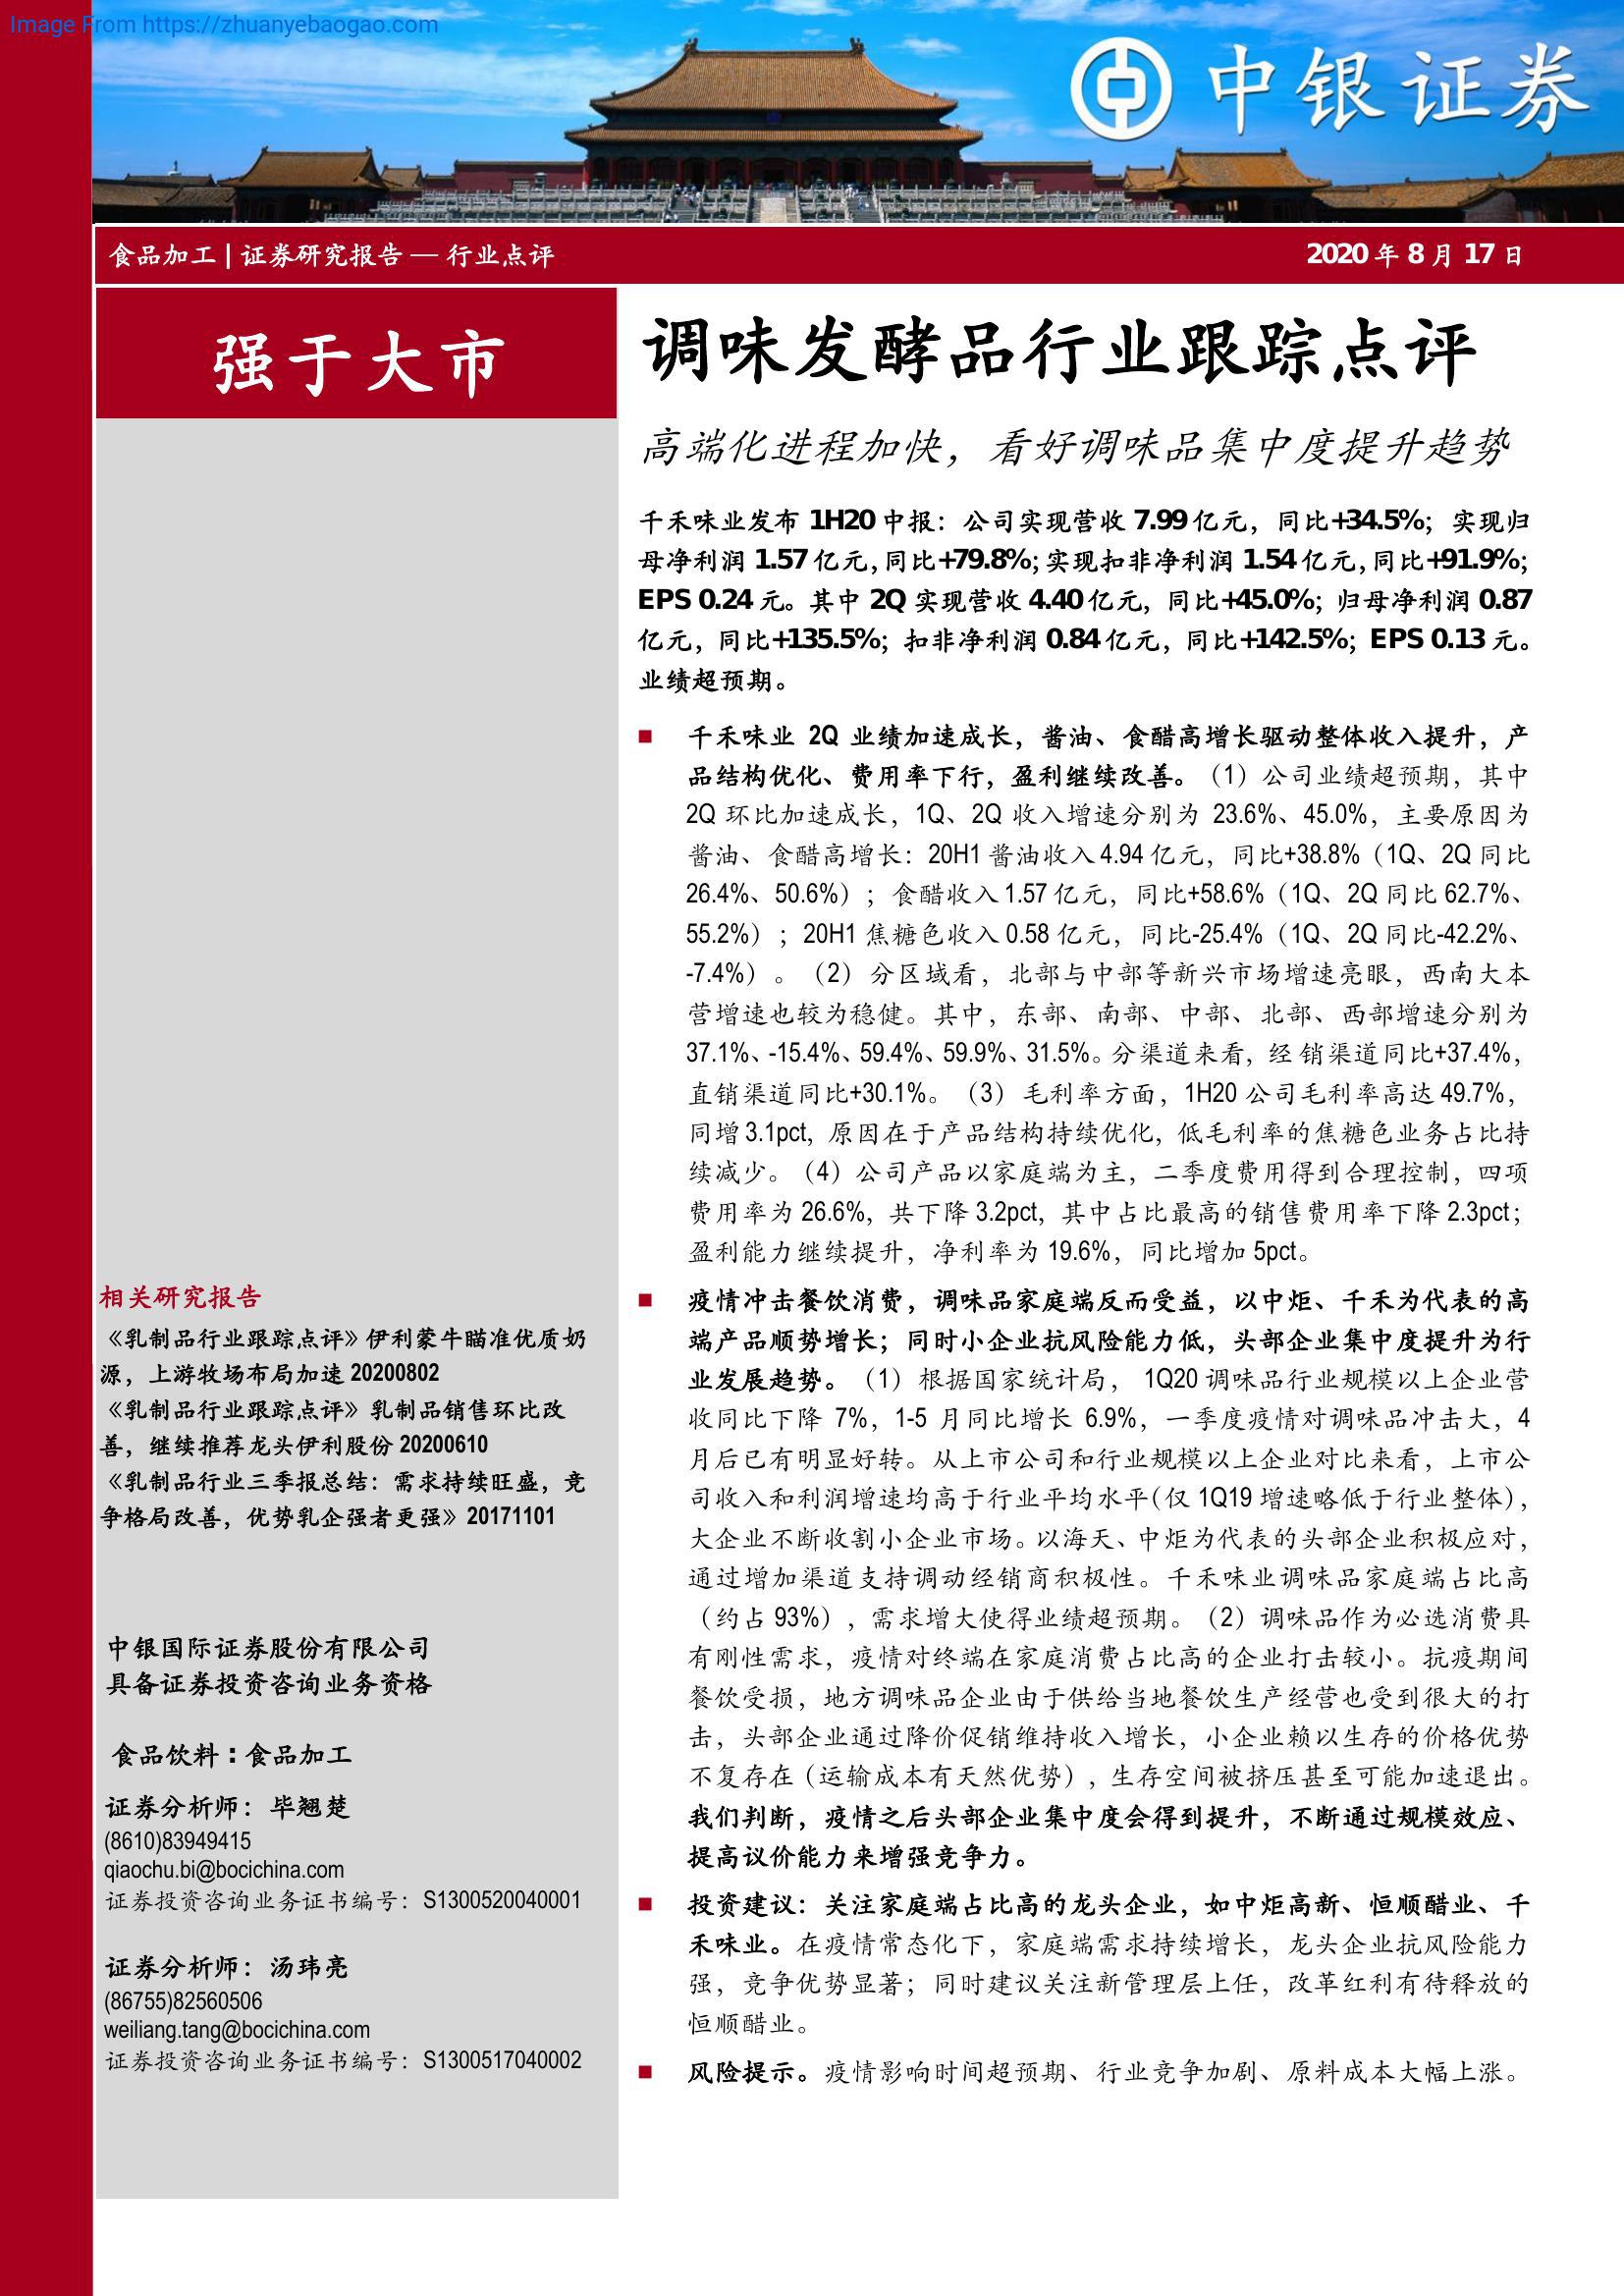 Image From https://zhuanyebaogao.com
中银证券
食品加工 | 证券研究报告 — 行业点评
2020 年 8 月 17 日
强于大市
调味发酵品行业跟踪点评
高端化进程加快，看好调味品集中度提升趋势
千禾味业发布 1H20 中报：公司实现营收 7.99 亿元，同比+34.5%；实现归
母净利润 1.57 亿元，同比+79.8%；实现扣非净利润 1.54 亿元，同比+91.9%；
EPS 0.24 元。其中 2Q 实现营收 4.40 亿元，同比+45.0%；归母净利润 0.87
亿元，同比+135.5%；扣非净利润 0.84 亿元，同比+142.5%；EPS 0.13 元。
业绩超预期。
■ 千禾味业 2Q 业绩加速成长，酱油、食醋高增长驱动整体收入提升，产
品结构优化、费用率下行，盈利继续改善。（1）公司业绩超预期，其中
2Q 环比加速成长，1Q、2Q 收入增速分别为 23.6%、45.0%，主要原因为
酱油、食醋高增长：20H1 酱油收入 4.94 亿元，同比+38.8%（1Q、2Q 同比
26.4%、50.6%）；食醋收入 1.57 亿元，同比+58.6%（1Q、2Q 同比 62.7%、
55.2%）；20H1 焦糖色收入 0.58 亿元，同比-25.4%（1Q、2Q 同比-42.2%、
-7.4%）。（2）分区域看，北部与中部等新兴市场增速亮眼，西南大本
营增速也较为稳健。其中，东部、南部、中部、北部、西部增速分别为
37.1%、-15.4%、59.4%、59.9%、31.5%。分渠道来看，经销渠道同比+37.4%，
直销渠道同比+30.1%。（3）毛利率方面，1H20 公司毛利率高达 49.7%，
同增 3.1pct，原因在于产品结构持续优化，低毛利率的焦糖色业务占比持
续减少。（4）公司产品以家庭端为主，二季度费用得到合理控制，四项
费用率为 26.6%，共下降 3.2pct，其中占比最高的销售费用率下降 2.3pct；
盈利能力继续提升，净利率为 19.6%，同比增加 5pct。
■ 疫情冲击餐饮消费，调味品家庭端反而受益，以中炬、千禾为代表的高
端产品顺势增长；同时小企业抗风险能力低，头部企业集中度提升为行
业发展趋势。（1）根据国家统计局， 1Q20 调味品行业规模以上企业营
收同比下降 7%，1-5 月同比增长 6.9%，一季度疫情对调味品冲击大，4
月后已有明显好转。从上市公司和行业规模以上企业对比来看，上市公
司收入和利润增速均高于行业平均水平（仅 1Q19 增速略低于行业整体），
大企业不断收割小企业市场。以海天、中炬为代表的头部企业积极应对，
通过增加渠道支持调动经销商积极性。千禾味业调味品家庭端占比高
（约占 93%），需求增大使得业绩超预期。（2）调味品作为必选消费具
有刚性需求，疫情对终端在家庭消费占比高的企业打击较小。抗疫期间
餐饮受损，地方调味品企业由于供给当地餐饮生产经营也受到很大的打
击，头部企业通过降价促销维持收入增长，小企业赖以生存的价格优势
不复存在（运输成本有天然优势），生存空间被挤压甚至可能加速退出。
我们判断，疫情之后头部企业集中度会得到提升，不断通过规模效应、
提高议价能力来增强竞争力。
■ 投资建议：关注家庭端占比高的龙头企业，如中炬高新、恒顺醋业、千
禾味业。在疫情常态化下，家庭端需求持续增长，龙头企业抗风险能力
强，竞争优势显著；同时建议关注新管理层上任，改革红利有待释放的
恒顺醋业。
■ 风险提示。疫情影响时间超预期、行业竞争加剧、原料成本大幅上涨。
相关研究报告
《乳制品行业跟踪点评》伊利蒙牛瞄准优质奶
源，上游牧场布局加速 20200802
《乳制品行业跟踪点评》乳制品销售环比改
善，继续推荐龙头伊利股份 20200610
《乳制品行业三季报总结：需求持续旺盛，竞
争格局改善，优势乳企强者更强》20171101
中银国际证券股份有限公司
具备证券投资咨询业务资格
食品饮料：食品加工
证券分析师：毕翘楚
(8610)83949415
qiaochu.bi@bocichina.com
证券投资咨询业务证书编号：S1300520040001
证券分析师：汤玮亮
(86755)82560506
weiliang.tang@bocichina.com
证券投资咨询业务证书编号：S1300517040002